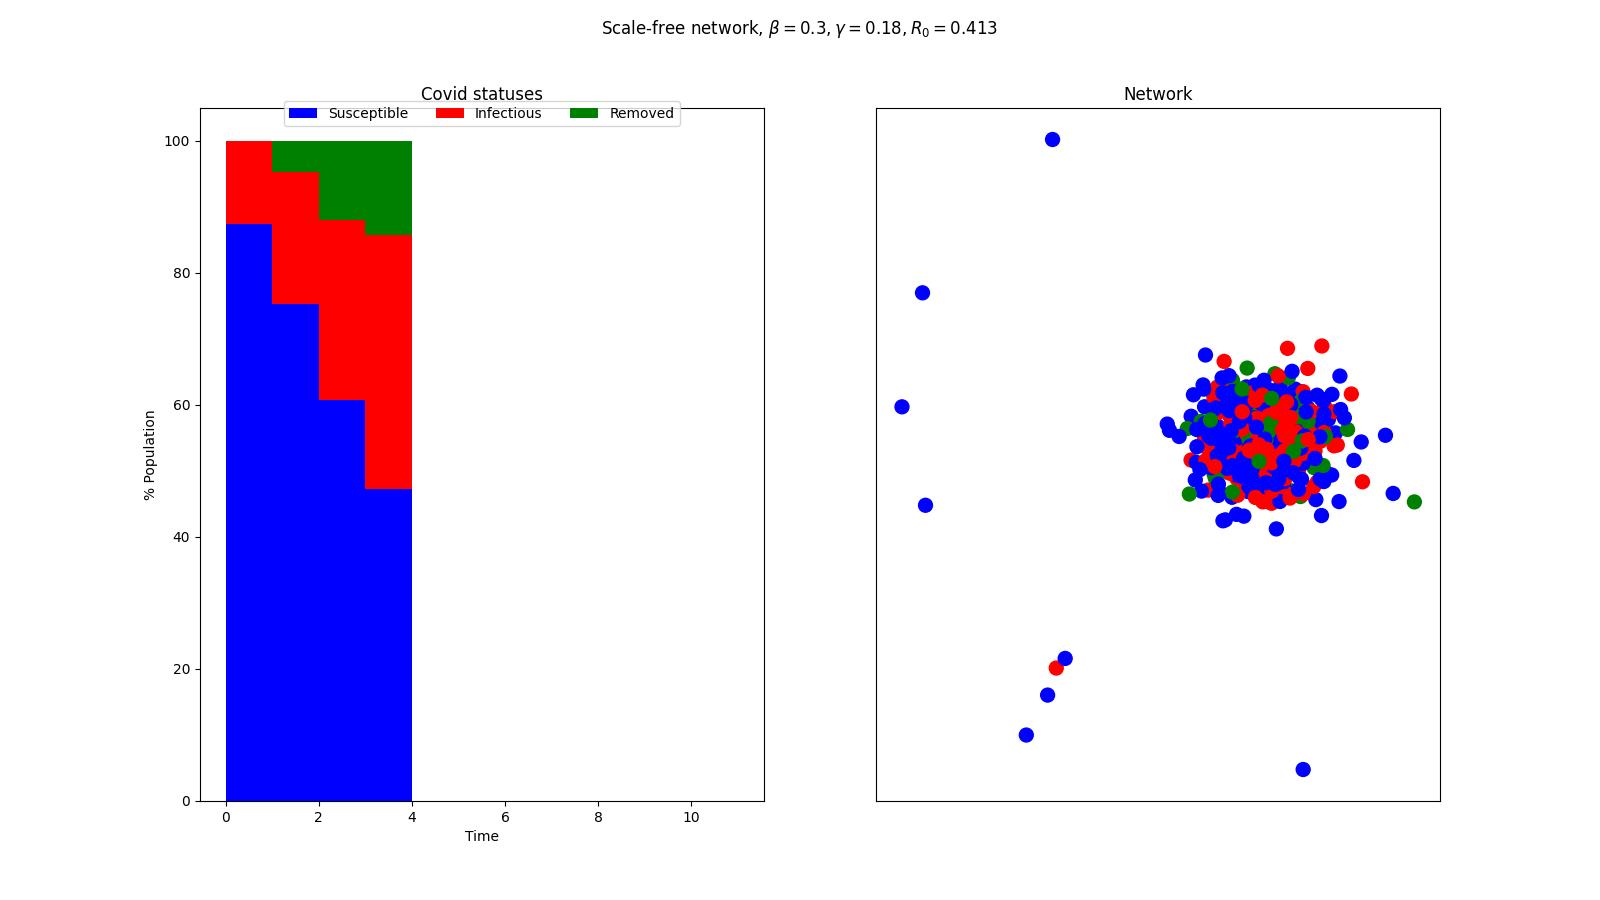 Scale-free network, β = 0.3, γ = 0.18, R₀ = 0.413
Covid statuses
Susceptible Infectious Removed
100
80
60
40
20
0
% Population
0 2 4 6 8 10
Time
Network